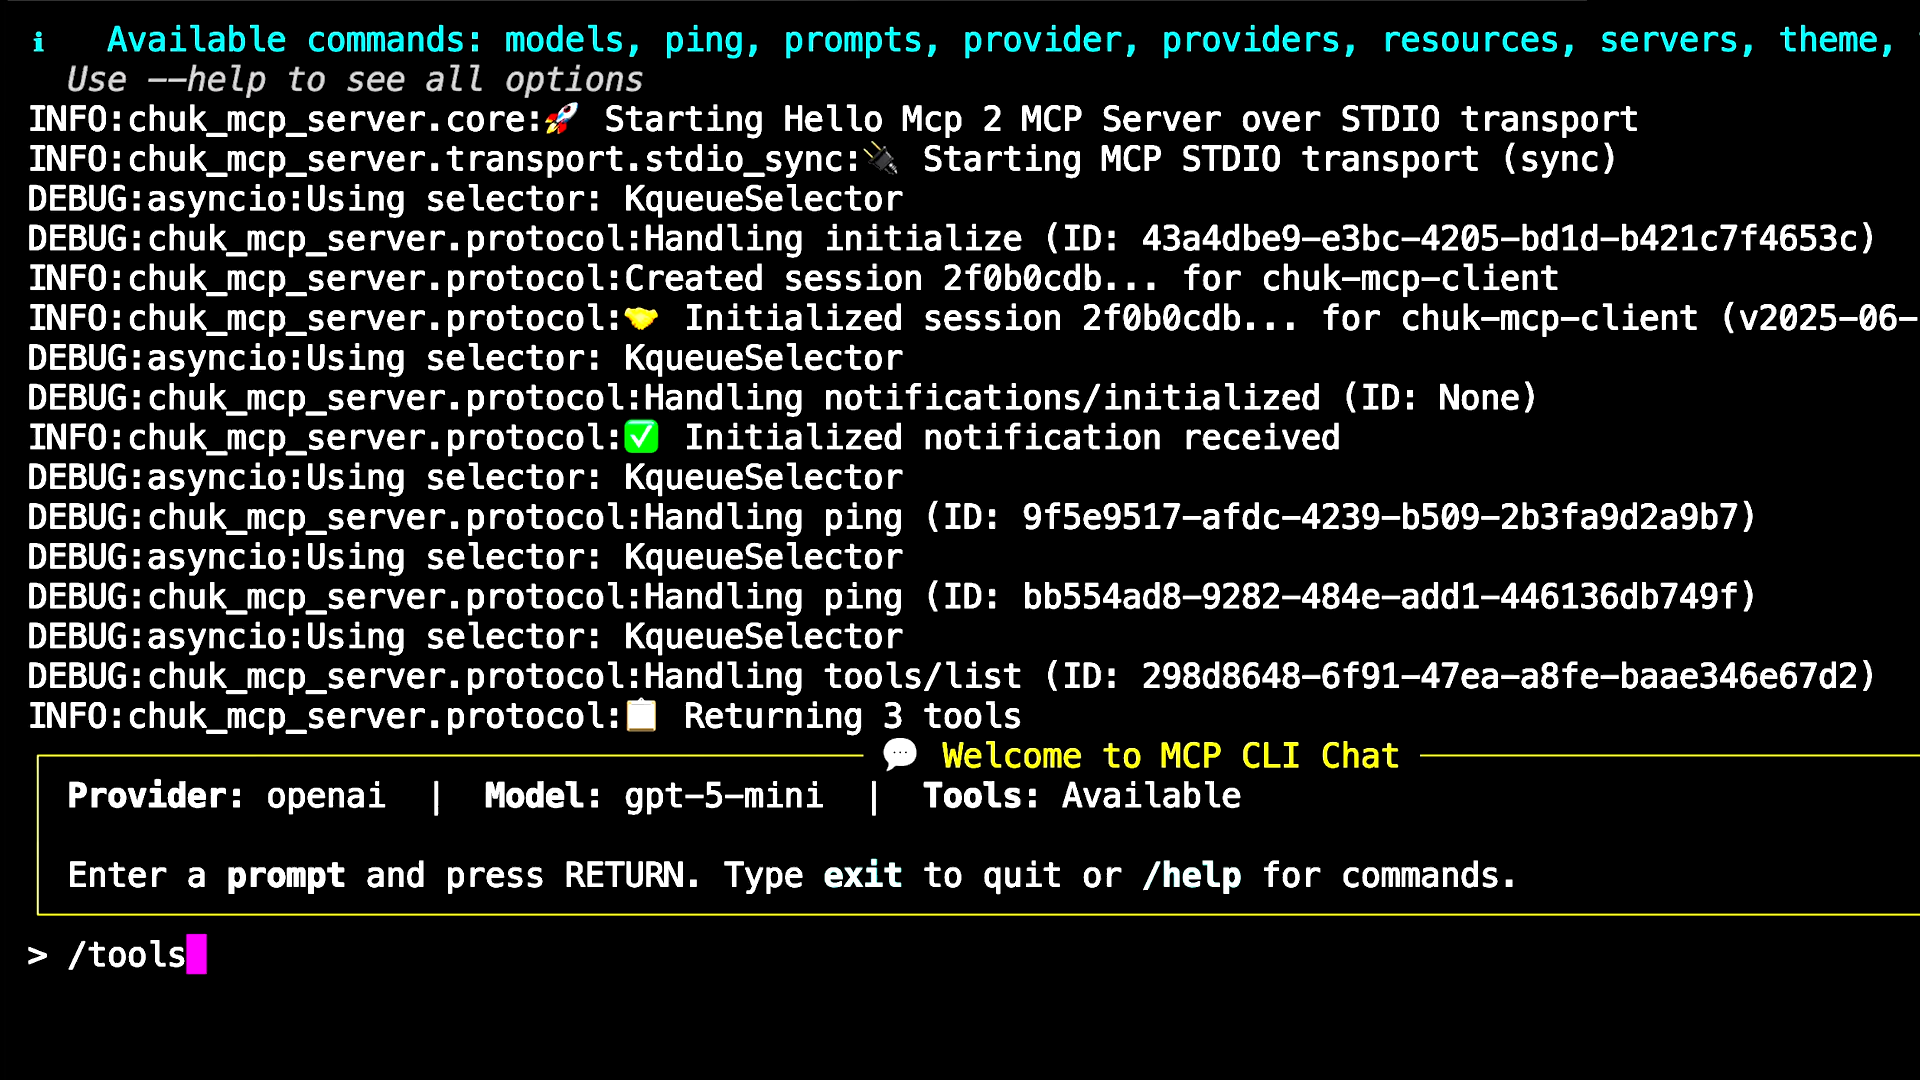 ℹ Available commands: models, ping, prompts, provider, providers, resources, servers, theme,
Use --help to see all options
INFO:chuk_mcp_server.core:🚀 Starting Hello Mcp 2 MCP Server over STDIO transport
INFO:chuk_mcp_server.transport.stdio_sync:🔌 Starting MCP STDIO transport (sync)
DEBUG:asyncio:Using selector: KqueueSelector
DEBUG:chuk_mcp_server.protocol:Handling initialize (ID: 43a4dbe9-e3bc-4205-bd1d-b421c7f4653c)
INFO:chuk_mcp_server.protocol:Created session 2f0b0cdb... for chuk-mcp-client
INFO:chuk_mcp_server.protocol:🤝 Initialized session 2f0b0cdb... for chuk-mcp-client (v2025-06-
DEBUG:asyncio:Using selector: KqueueSelector
DEBUG:chuk_mcp_server.protocol:Handling notifications/initialized (ID: None)
INFO:chuk_mcp_server.protocol:✅ Initialized notification received
DEBUG:asyncio:Using selector: KqueueSelector
DEBUG:chuk_mcp_server.protocol:Handling ping (ID: 9f5e9517-afdc-4239-b509-2b3fa9d2a9b7)
DEBUG:asyncio:Using selector: KqueueSelector
DEBUG:chuk_mcp_server.protocol:Handling ping (ID: bb554ad8-9282-484e-add1-446136db749f)
DEBUG:asyncio:Using selector: KqueueSelector
DEBUG:chuk_mcp_server.protocol:Handling tools/list (ID: 298d8648-6f91-47ea-a8fe-baae346e67d2)
INFO:chuk_mcp_server.protocol:📋 Returning 3 tools
💬 Welcome to MCP CLI Chat
Provider: openai | Model: gpt-5-mini | Tools: Available
Enter a prompt and press RETURN. Type exit to quit or /help for commands.
> /tools